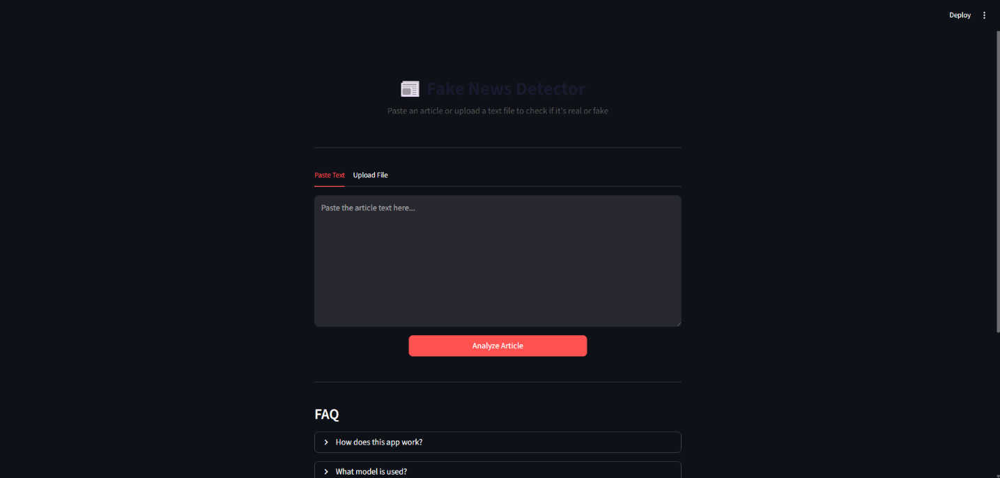 Deploy
Fake News Detector
Paste an article or upload a text file to check if it's real or fake
Paste Text Upload File
Paste the article text here...
Analyze Article
FAQ
How does this app work?
What model is used?